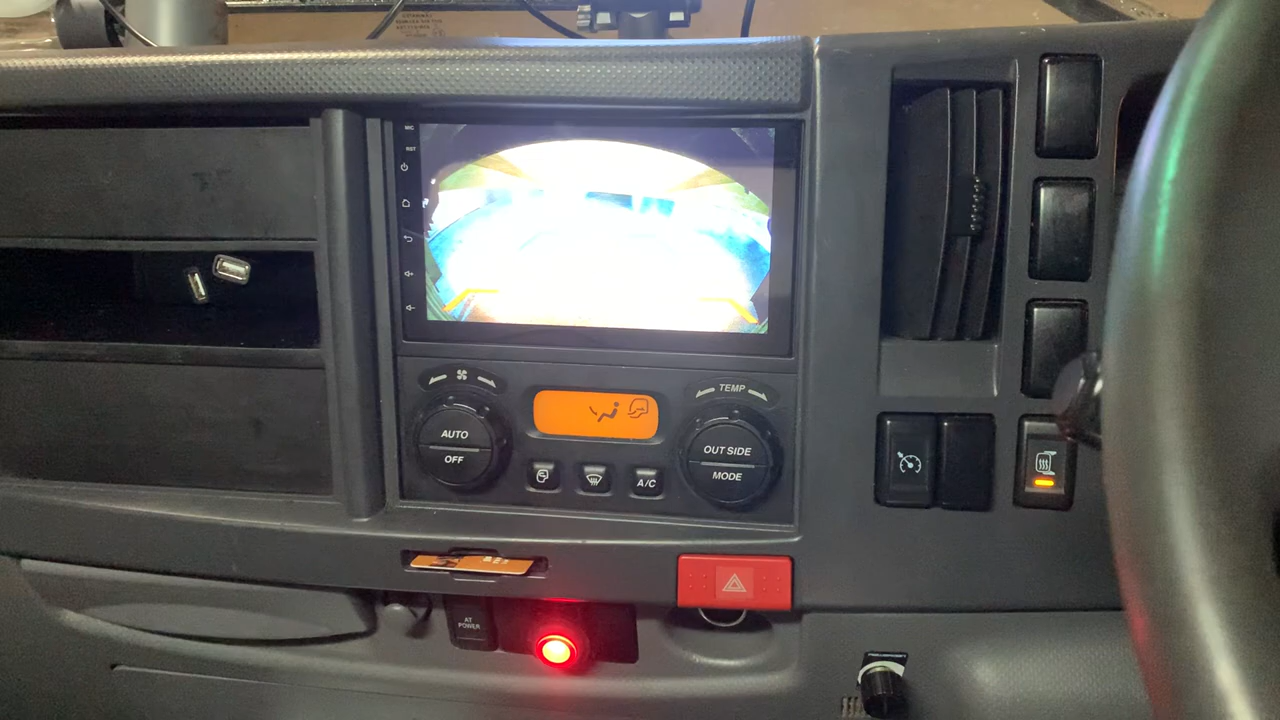 MIC
RST
AUTO
OFF
TEMP
OUT SIDE
MODE
A/C
AT
POWER